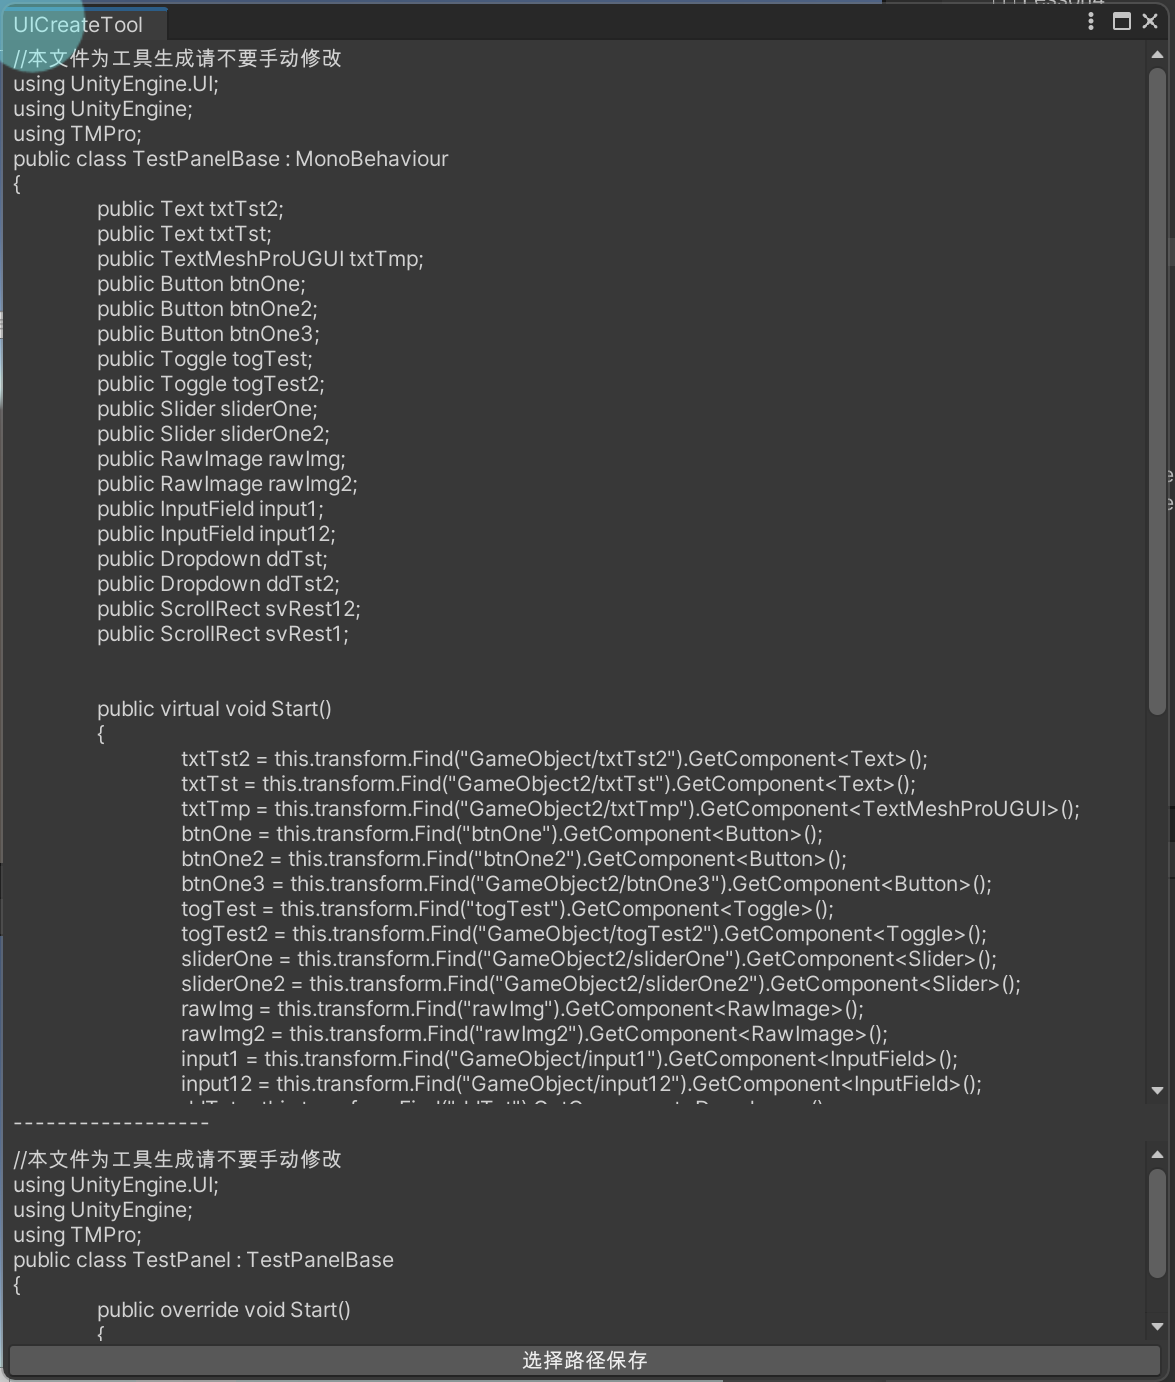 UICreateTool
//本文件为工具生成请不要手动修改
using UnityEngine.UI;
using UnityEngine;
using TMPro;
public class TestPanelBase : MonoBehaviour
{
public Text txtTst2;
public Text txtTst;
public TextMeshProUGUI txtTmp;
public Button btnOne;
public Button btnOne2;
public Button btnOne3;
public Toggle togTest;
public Toggle togTest2;
public Slider sliderOne;
public Slider sliderOne2;
public RawImage rawImg;
public RawImage rawImg2;
public InputField input1;
public InputField input12;
public Dropdown ddTst;
public Dropdown ddTst2;
public ScrollRect svRest12;
public ScrollRect svRest1;
public virtual void Start()
{
txtTst2 = this.transform.Find("GameObject/txtTst2").GetComponent<Text>();
txtTst = this.transform.Find("GameObject2/txtTst").GetComponent<Text>();
txtTmp = this.transform.Find("GameObject2/txtTmp").GetComponent<TextMeshProUGUI>();
btnOne = this.transform.Find("btnOne").GetComponent<Button>();
btnOne2 = this.transform.Find("btnOne2").GetComponent<Button>();
btnOne3 = this.transform.Find("GameObject2/btnOne3").GetComponent<Button>();
togTest = this.transform.Find("togTest").GetComponent<Toggle>();
togTest2 = this.transform.Find("GameObject/togTest2").GetComponent<Toggle>();
sliderOne = this.transform.Find("GameObject2/sliderOne").GetComponent<Slider>();
sliderOne2 = this.transform.Find("GameObject2/sliderOne2").GetComponent<Slider>();
rawImg = this.transform.Find("rawImg").GetComponent<RawImage>();
rawImg2 = this.transform.Find("rawImg2").GetComponent<RawImage>();
input1 = this.transform.Find("GameObject/input1").GetComponent<InputField>();
input12 = this.transform.Find("GameObject/input12").GetComponent<InputField>();
------------------
//本文件为工具生成请不要手动修改
using UnityEngine.UI;
using UnityEngine;
using TMPro;
public class TestPanel : TestPanelBase
{
public override void Start()
{
选择路径保存